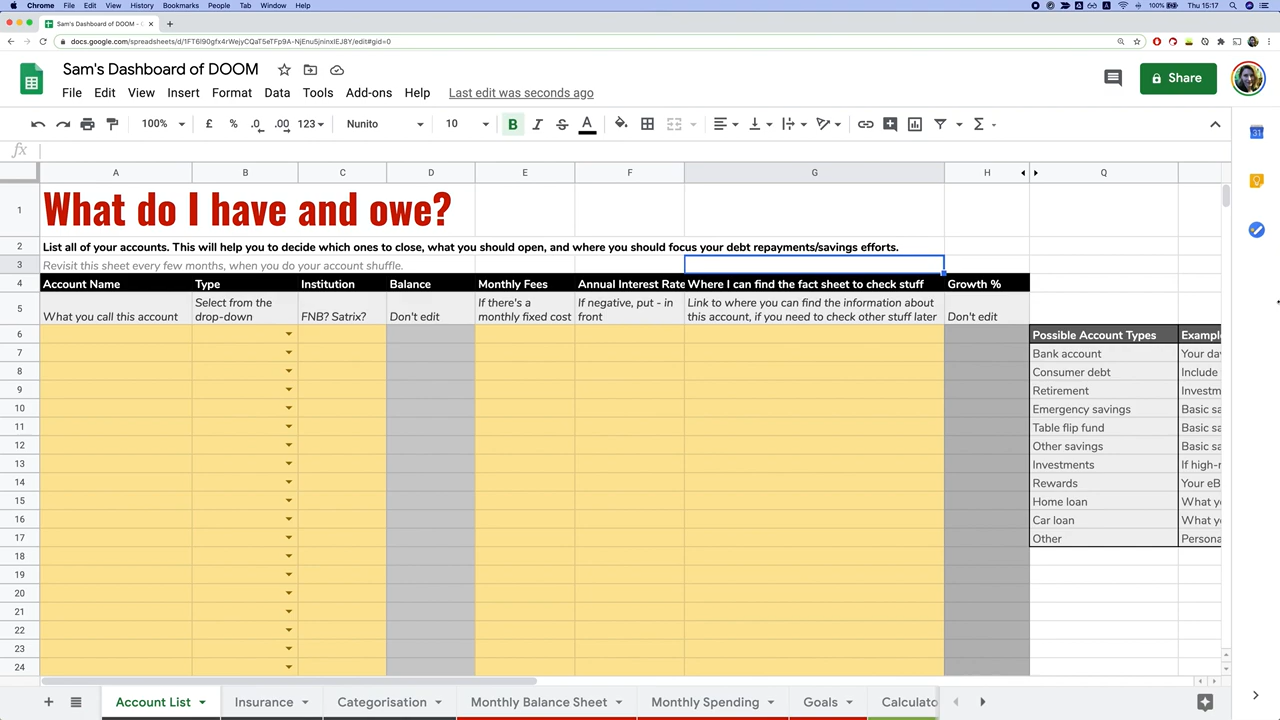 Chrome File Edit View History Bookmarks People Tab Window Help 100% Thu 15:17
Sam's Dashboard of DOOM -
docs.google.com/spreadsheets/d/1FT6l90gfx4rWejyCQaT5eTFp9A-NjEnu5jninxIEJ8Y/edit#gid=0
Sam's Dashboard of DOOM
Share
File Edit View Insert Format Data Tools Add-ons Help Last edit was seconds ago
100% £ % .0 .00 123 Nunito 10 B I S A Σ
fx
A B C D E F G H Q
1 What do I have and owe?
2 List all of your accounts. This will help you to decide which ones to close, what you should open, and where you should focus your debt repayments/savings efforts.
3 Revisit this sheet every few months, when you do your account shuffle.
4 Account Name Type Institution Balance Monthly Fees Annual Interest Rate Where I can find the fact sheet to check stuff Growth %
5 What you call this account Select from the drop-down FNB? Satrix? Don't edit If there's a monthly fixed cost If negative, put - in front Link to where you can find the information about this account, if you need to check other stuff later Don't edit
6 Possible Account Types Exampl
7 Bank account Your da
8 Consumer debt Include
9 Retirement Investm
10 Emergency savings Basic sa
11 Table flip fund Basic sa
12 Other savings Basic sa
13 Investments If high-r
14 Rewards Your eB
15 Home loan What yo
16 Car loan What yo
17 Other Persona
18
19
20
21
22
23
24
Account List Insurance Categorisation Monthly Balance Sheet Monthly Spending Goals Calculato